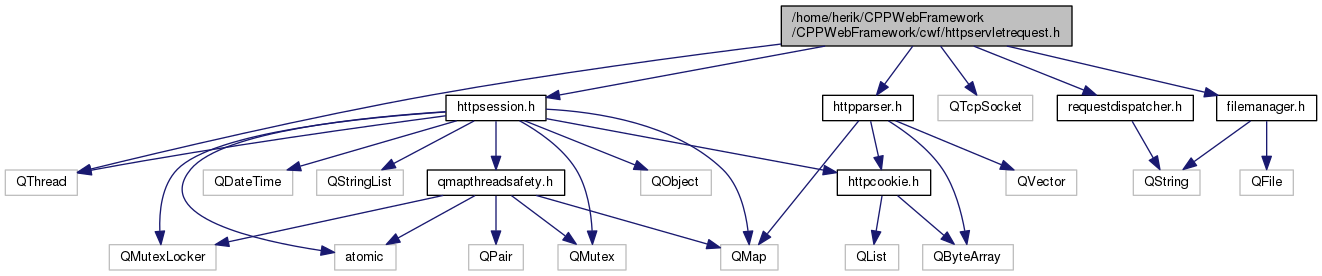 /home/herik/CPPWebFramework
/CPPWebFramework/cwf/httpservletrequest.h
httpsession.h
httpparser.h
QTcpSocket
requestdispatcher.h
filemanager.h
QThread
QDateTime
QStringList
qmapthreadsafety.h
QObject
httpcookie.h
QVector
QString
QFile
QMutexLocker
atomic
QPair
QMutex
QMap
QList
QByteArray